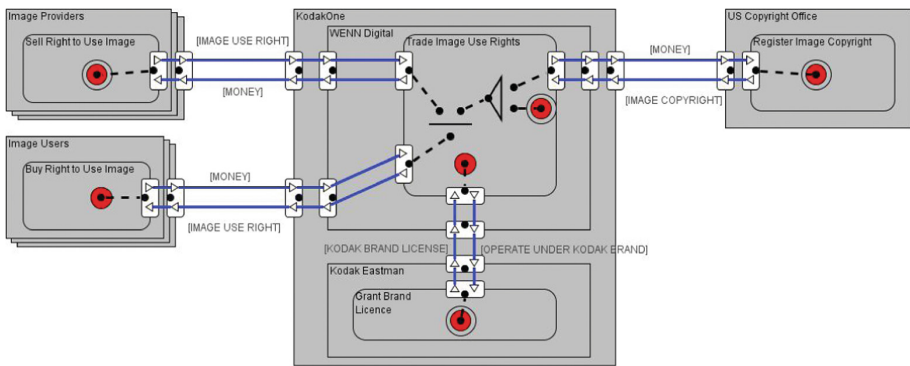 Image Providers
Sell Right to Use Image
[IMAGE USE RIGHT]
[MONEY]
KodakOne
WENN Digital
Trade Image Use Rights
[MONEY]
[IMAGE COPYRIGHT]
US Copyright Office
Register Image Copyright
Image Users
Buy Right to Use Image
[MONEY]
[IMAGE USE RIGHT]
[KODAK BRAND LICENSE]
[OPERATE UNDER KODAK BRAND]
Kodak Eastman
Grant Brand
Licence